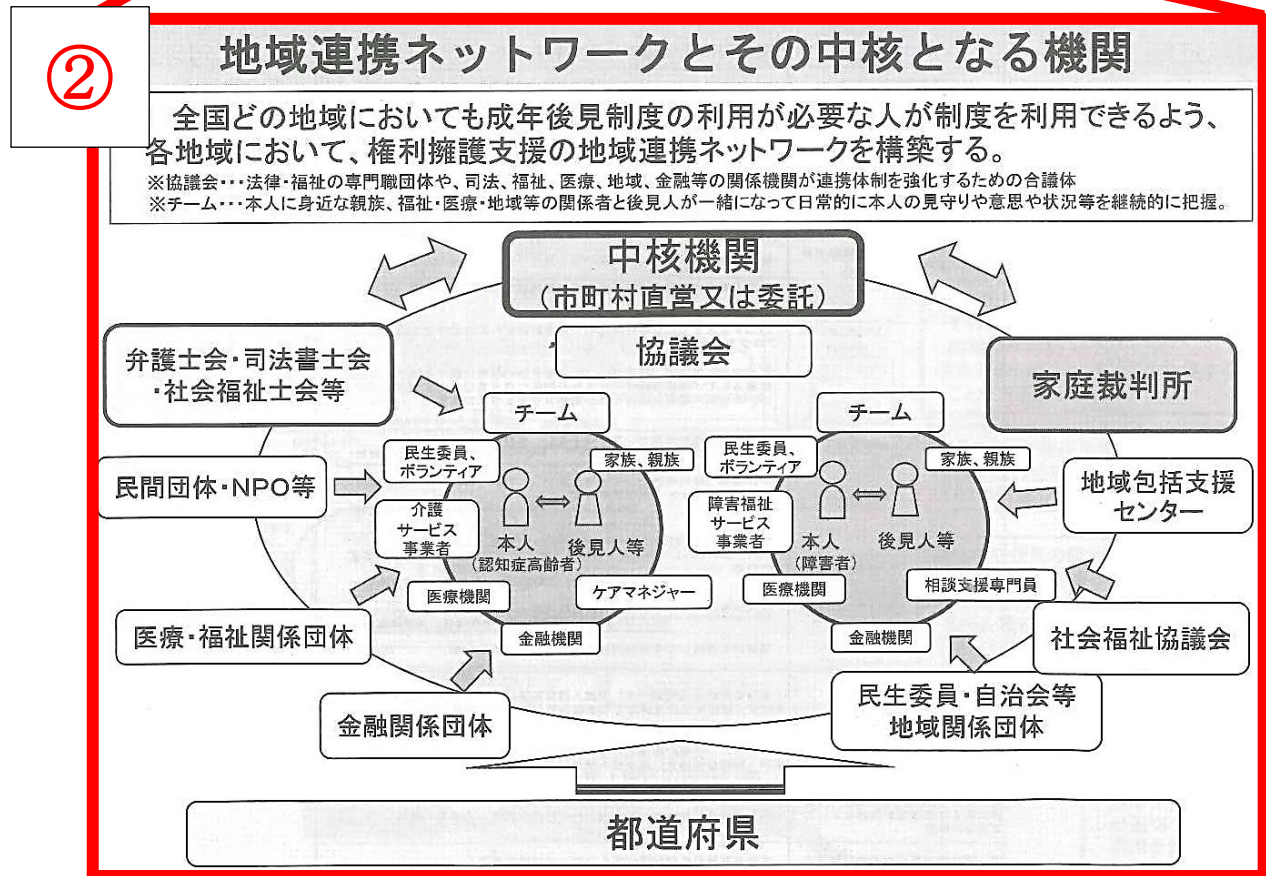 ②
地域連携ネットワークとその中核となる機関
全国どの地域においても成年後見制度の利用が必要な人が制度を利用できるよう、
各地域において、権利擁護支援の地域連携ネットワークを構築する。
※協議会･･･法律・福祉の専門職団体や、司法、福祉、医療、地域、金融等の関係機関が連携体制を強化するための合議体
※チーム･･･本人に身近な親族、福祉・医療・地域等の関係者と後見人が一緒になって日常的に本人の見守りや意思や状況等を継続的に把握。
中核機関
(市町村直営又は委託)
協議会
弁護士会・司法書士会
・社会福祉士会等
家庭裁判所
民間団体・NPO等
地域包括支援
センター
医療・福祉関係団体
社会福祉協議会
金融関係団体
民生委員・自治会等
地域関係団体
チーム
民生委員、
ボランティア
家族、親族
介護
サービス
事業者
本人
(認知症高齢者)
後見人等
医療機関
ケアマネジャー
金融機関
チーム
民生委員、
ボランティア
家族、親族
障害福祉
サービス
事業者
本人
(障害者)
後見人等
医療機関
相談支援専門員
金融機関
都道府県